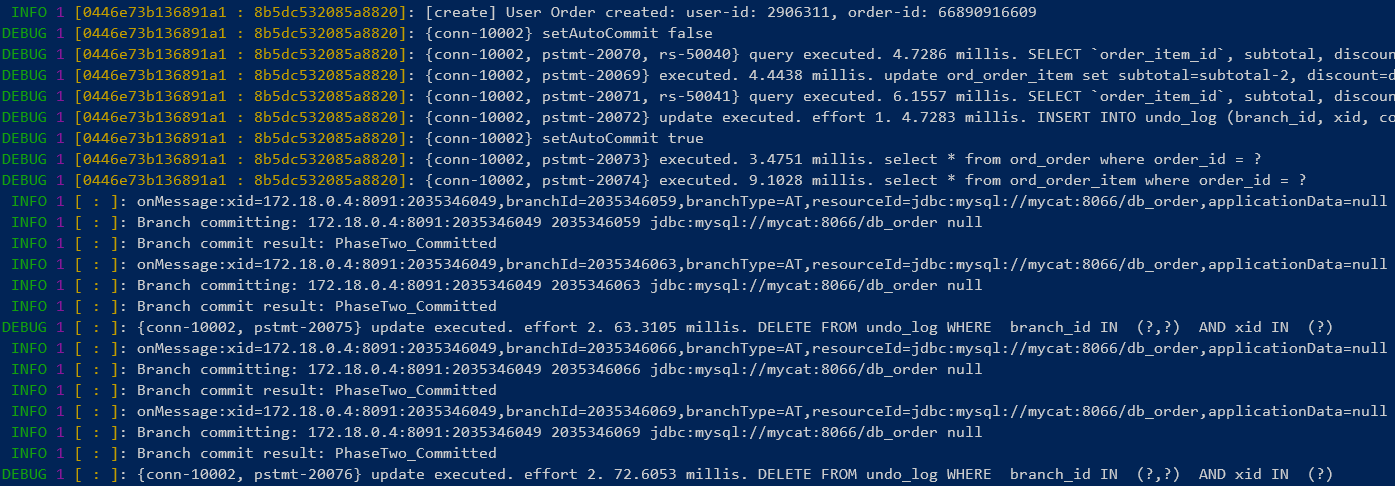 INFO 1 [0446e73b136891a1 : 8b5dc532085a8820]: [create] User Order created: user-id: 2906311, order-id: 66890916609
DEBUG 1 [0446e73b136891a1 : 8b5dc532085a8820]: {conn-10002} setAutoCommit false
DEBUG 1 [0446e73b136891a1 : 8b5dc532085a8820]: {conn-10002, pstmt-20070, rs-50040} query executed. 4.7286 millis. SELECT `order_item_id`, subtotal, discoun
DEBUG 1 [0446e73b136891a1 : 8b5dc532085a8820]: {conn-10002, pstmt-20069} executed. 4.4438 millis. update ord_order_item set subtotal=subtotal-2, discount=d
DEBUG 1 [0446e73b136891a1 : 8b5dc532085a8820]: {conn-10002, pstmt-20071, rs-50041} query executed. 6.1557 millis. SELECT `order_item_id`, subtotal, discoun
DEBUG 1 [0446e73b136891a1 : 8b5dc532085a8820]: {conn-10002, pstmt-20072} update executed. effort 1. 4.7283 millis. INSERT INTO undo_log (branch_id, xid, co
DEBUG 1 [0446e73b136891a1 : 8b5dc532085a8820]: {conn-10002} setAutoCommit true
DEBUG 1 [0446e73b136891a1 : 8b5dc532085a8820]: {conn-10002, pstmt-20073} executed. 3.4751 millis. select * from ord_order where order_id = ?
DEBUG 1 [0446e73b136891a1 : 8b5dc532085a8820]: {conn-10002, pstmt-20074} executed. 9.1028 millis. select * from ord_order_item where order_id = ?
INFO 1 [ : ]: onMessage:xid=172.18.0.4:8091:2035346049,branchId=2035346059,branchType=AT,resourceId=jdbc:mysql://mycat:8066/db_order,applicationData=null
INFO 1 [ : ]: Branch committing: 172.18.0.4:8091:2035346049 2035346059 jdbc:mysql://mycat:8066/db_order null
INFO 1 [ : ]: Branch commit result: PhaseTwo_Committed
INFO 1 [ : ]: onMessage:xid=172.18.0.4:8091:2035346049,branchId=2035346063,branchType=AT,resourceId=jdbc:mysql://mycat:8066/db_order,applicationData=null
INFO 1 [ : ]: Branch committing: 172.18.0.4:8091:2035346049 2035346063 jdbc:mysql://mycat:8066/db_order null
INFO 1 [ : ]: Branch commit result: PhaseTwo_Committed
DEBUG 1 [ : ]: {conn-10002, pstmt-20075} update executed. effort 2. 63.3105 millis. DELETE FROM undo_log WHERE  branch_id IN  (?,?)  AND xid IN  (?)
INFO 1 [ : ]: onMessage:xid=172.18.0.4:8091:2035346049,branchId=2035346066,branchType=AT,resourceId=jdbc:mysql://mycat:8066/db_order,applicationData=null
INFO 1 [ : ]: Branch committing: 172.18.0.4:8091:2035346049 2035346066 jdbc:mysql://mycat:8066/db_order null
INFO 1 [ : ]: Branch commit result: PhaseTwo_Committed
INFO 1 [ : ]: onMessage:xid=172.18.0.4:8091:2035346049,branchId=2035346069,branchType=AT,resourceId=jdbc:mysql://mycat:8066/db_order,applicationData=null
INFO 1 [ : ]: Branch committing: 172.18.0.4:8091:2035346049 2035346069 jdbc:mysql://mycat:8066/db_order null
INFO 1 [ : ]: Branch commit result: PhaseTwo_Committed
DEBUG 1 [ : ]: {conn-10002, pstmt-20076} update executed. effort 2. 72.6053 millis. DELETE FROM undo_log WHERE  branch_id IN  (?,?)  AND xid IN  (?)